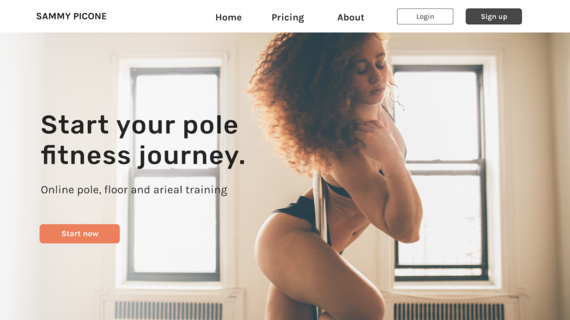 SAMMY PICONE
Home
Pricing
About
Login
Sign up
Start your pole
fitness journey.
Online pole, floor and arieal training
Start now